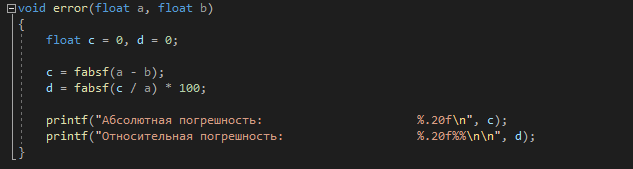 void error(float a, float b)
{
    float c = 0, d = 0;

    c = fabsf(a - b);
    d = fabsf(c / a) * 100;

    printf("Абсолютная погрешность:                    %.20f\n", c);
    printf("Относительная погрешность:                 %.20f%%\n\n", d);
}